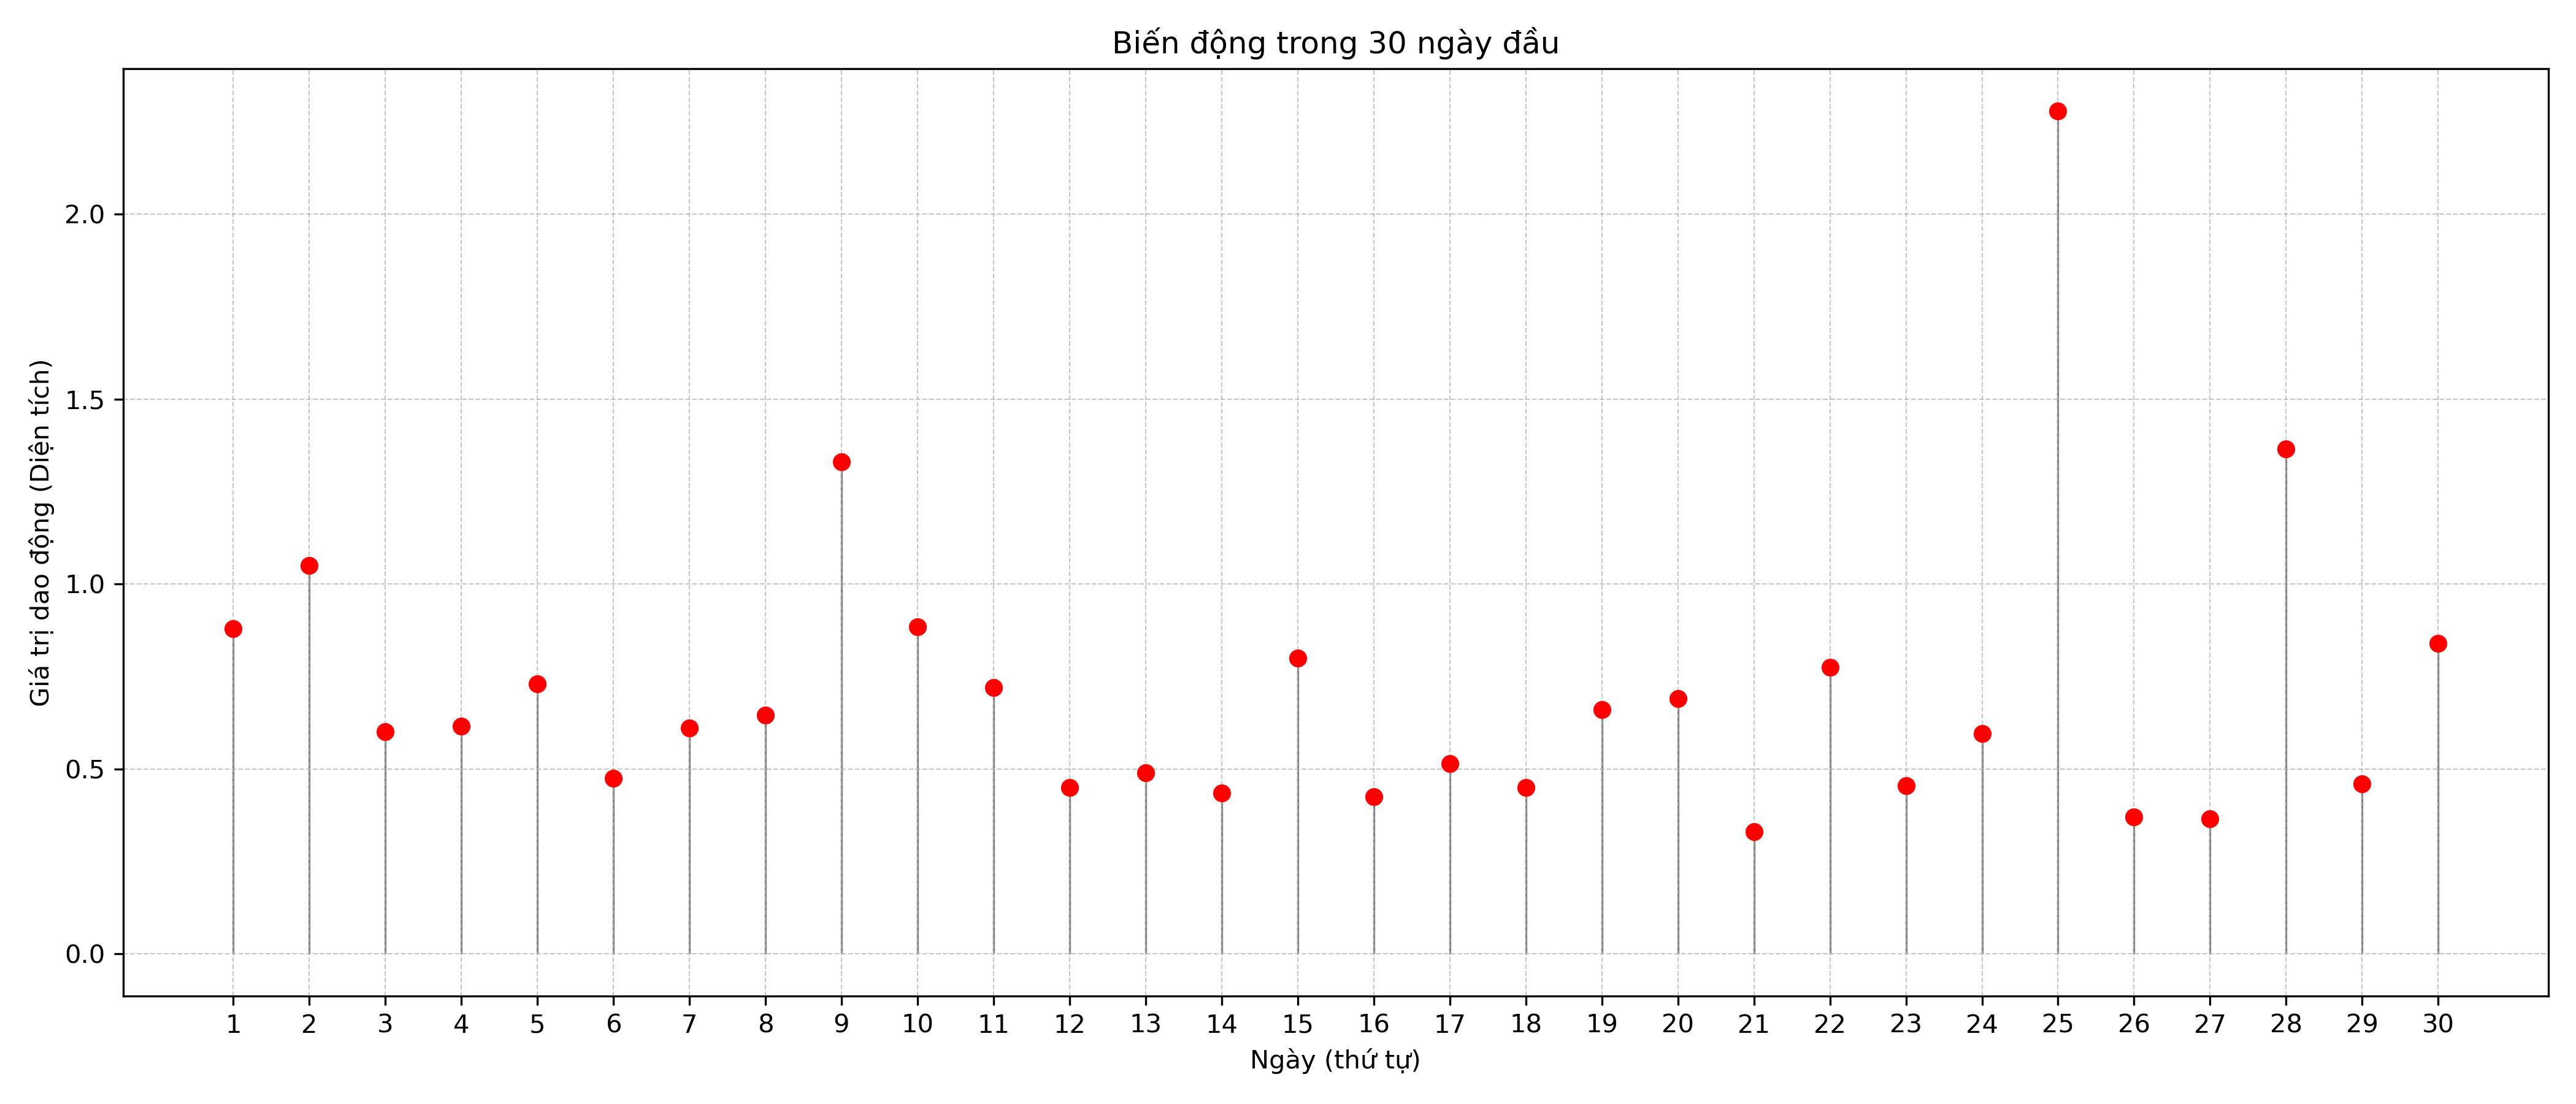 Biến động trong 30 ngày đầu
Giá trị dao động (Diện tích)
2.0
1.5
1.0
0.5
0.0
1 2 3 4 5 6 7 8 9 10 11 12 13 14 15 16 17 18 19 20 21 22 23 24 25 26 27 28 29 30
Ngày (thứ tự)